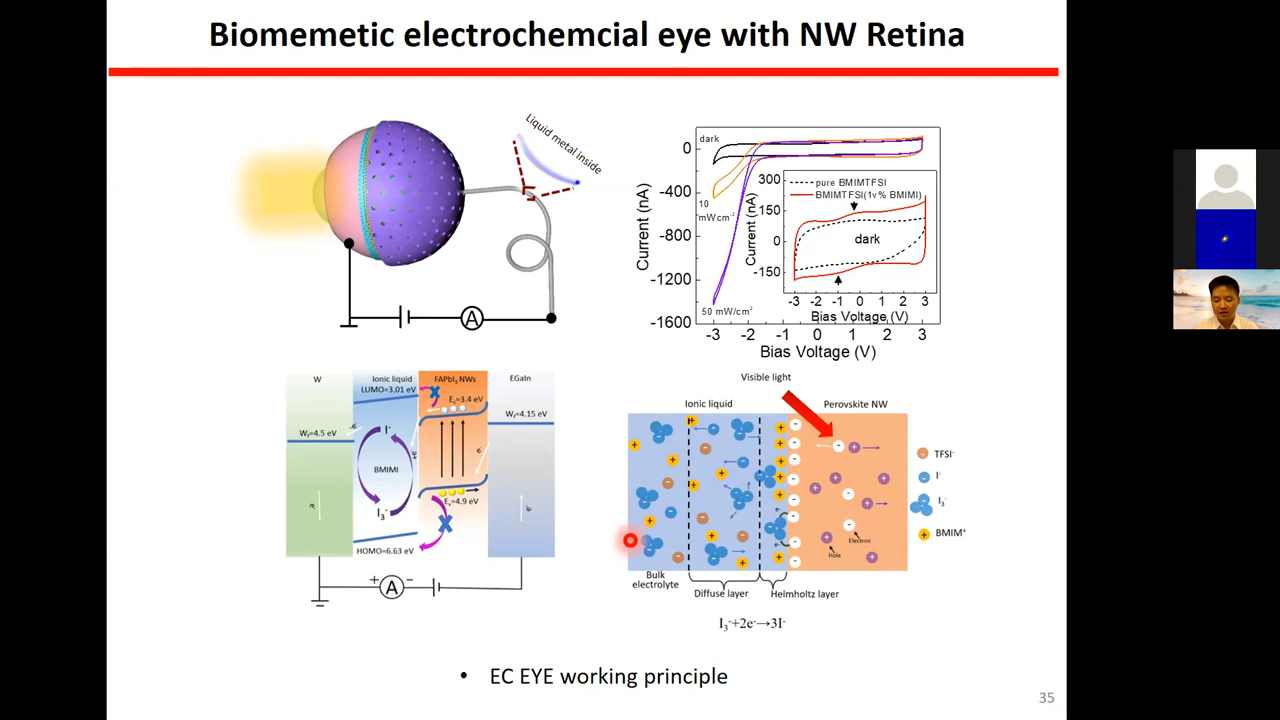 Biomemetic electrochemcial eye with NW Retina
Liquid metal inside
A
Current (nA)
0
-400
-800
-1200
-1600
dark
10
mW/cm-2
50 mW/cm2
-3 -2 -1 0 1 2 3
Bias Voltage (V)
Current (nA)
300
150
0
-150
pure BMIMTFSI
BMIMTFSI(1v% BMIMI)
dark
-3 -2 -1 0 1 2 3
Bias Voltage (V)
W
Ionic liquid
FAPbI3 NWs
EGaIn
LUMO=3.01 eV
Ec=3.4 eV
Wf=4.15 eV
Wf=4.5 eV
I-
BMIMI
I3-
Ev=4.9 eV
HOMO=6.63 eV
+ A -
Visible light
Ionic liquid
Perovskite NW
Electron
Hole
TFSI-
I-
I3-
BMIM+
Bulk
electrolyte
Diffuse layer
Helmholtz layer
I3-+2e-→3I-
• EC EYE working principle
35